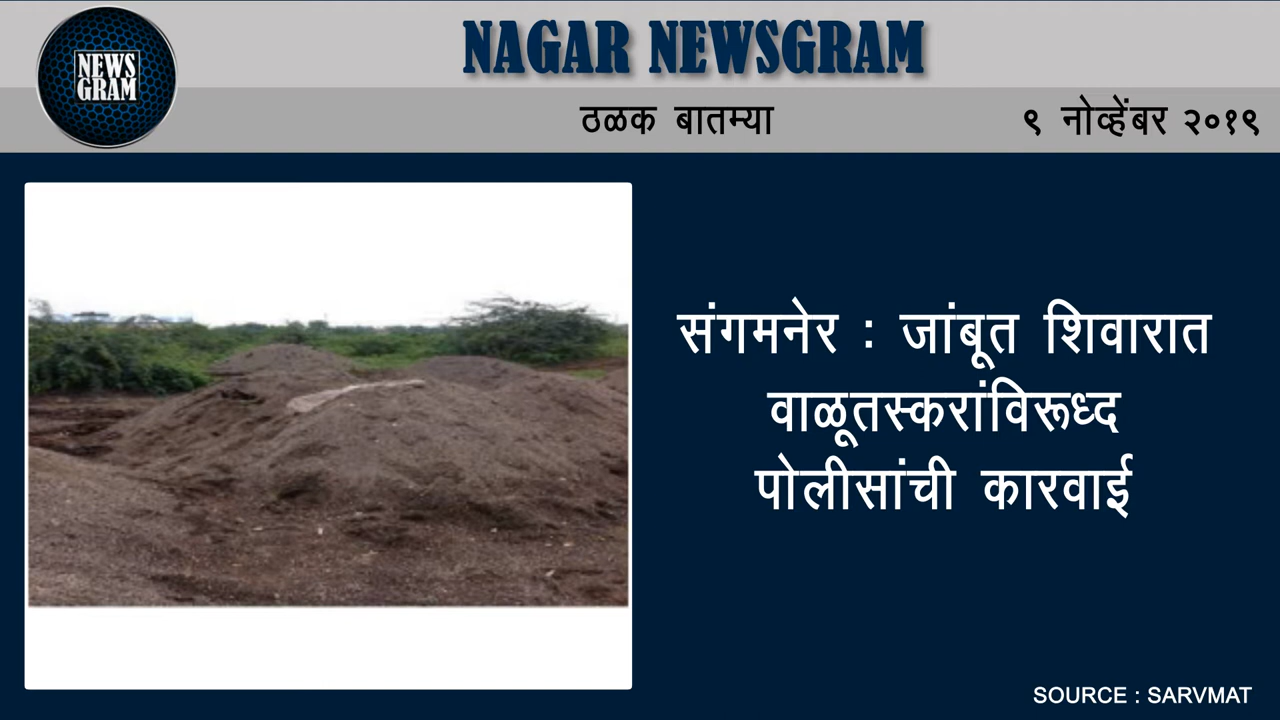 NEWS
GRAM
NAGAR NEWSGRAM
ठळक बातम्या
९ नोव्हेंबर २०१९
संगमनेर : जांबूत शिवारात
वाळूतस्करांविरूध्द
पोलीसांची कारवाई
SOURCE : SARVMAT